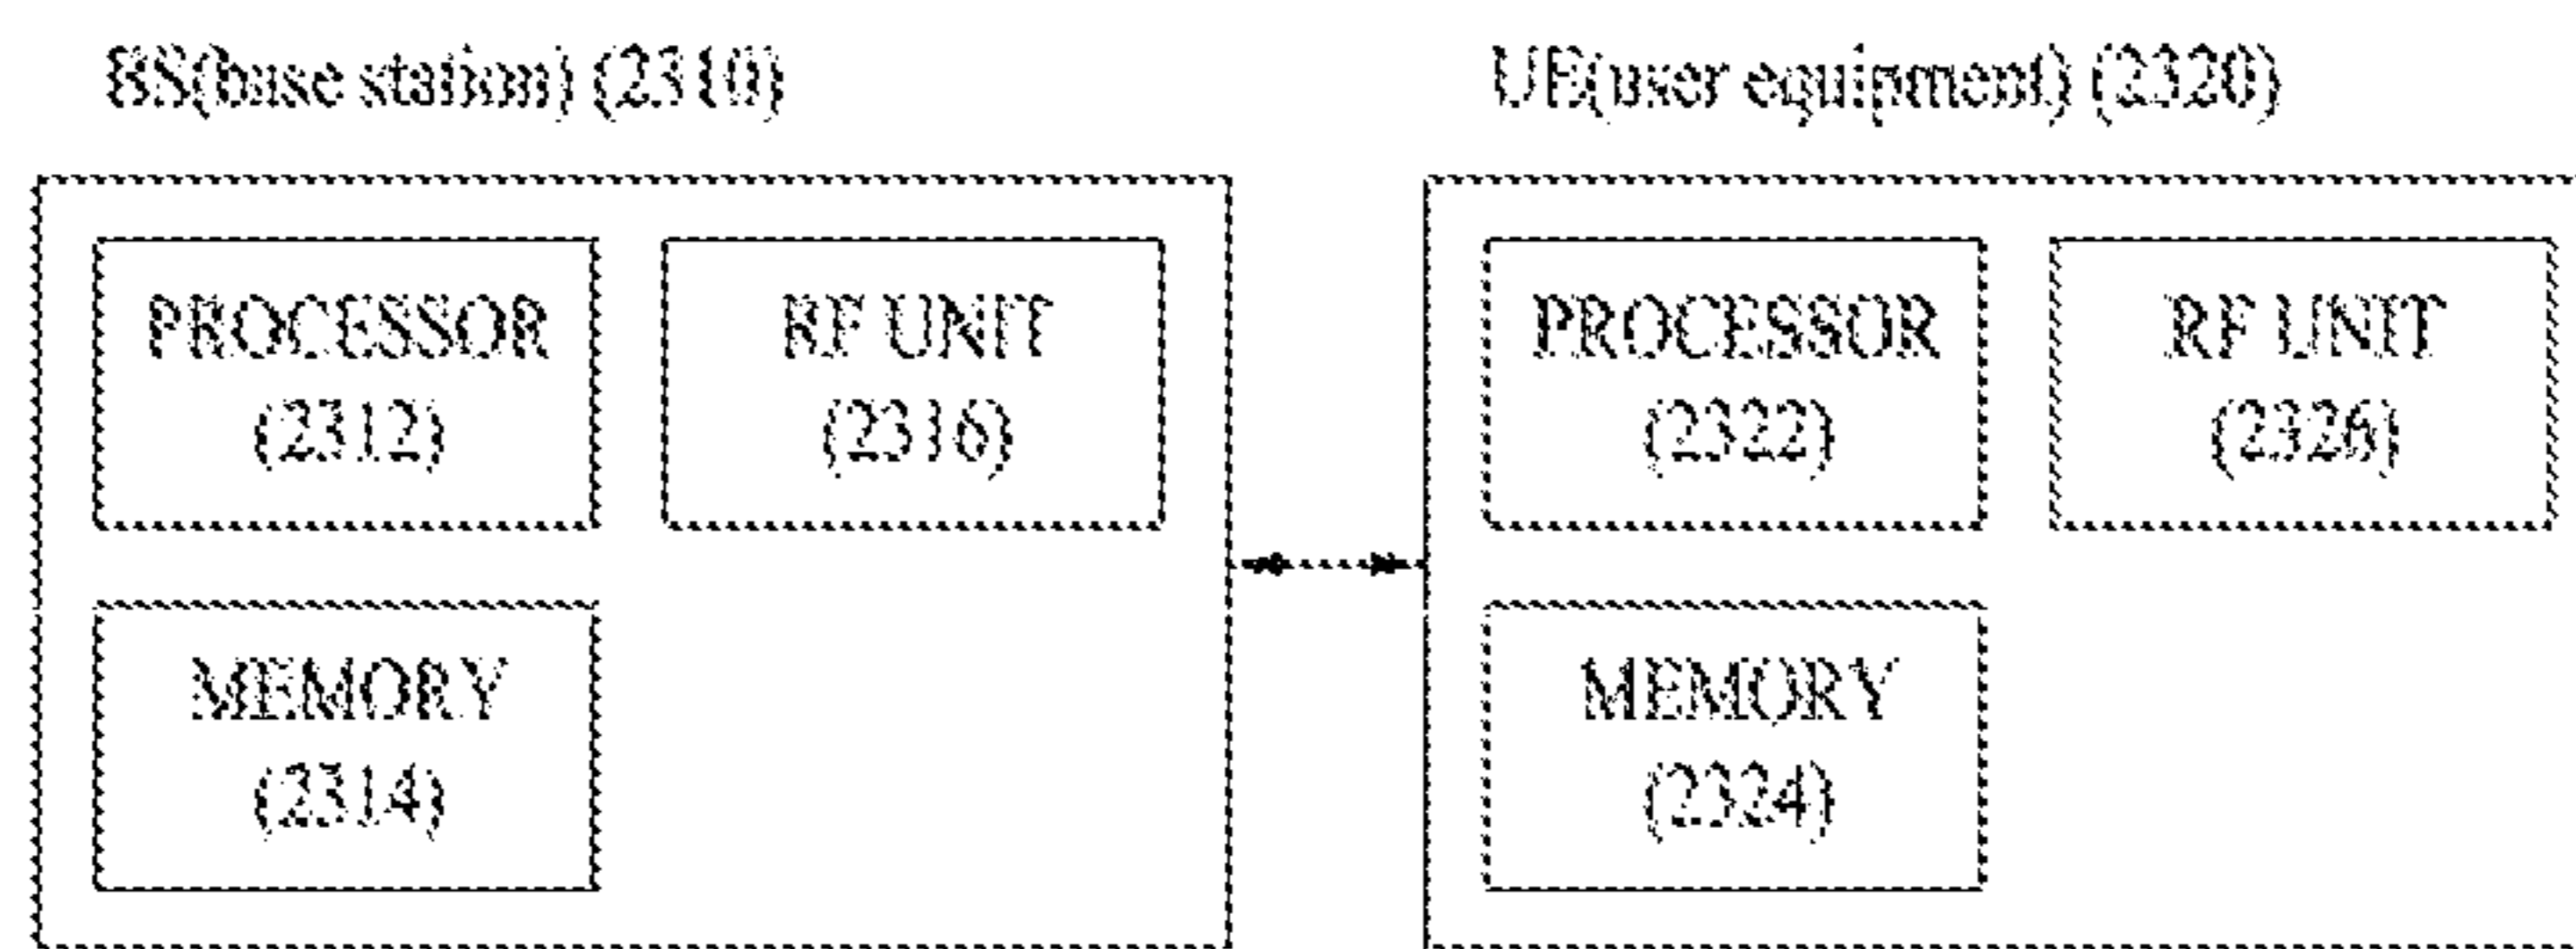 BS(base station) (2310)
UE(user equipment) (2320)
PROCESSOR
(2312)
RF UNIT
(2316)
MEMORY
(2314)
PROCESSOR
(2322)
RF UNIT
(2326)
MEMORY
(2324)